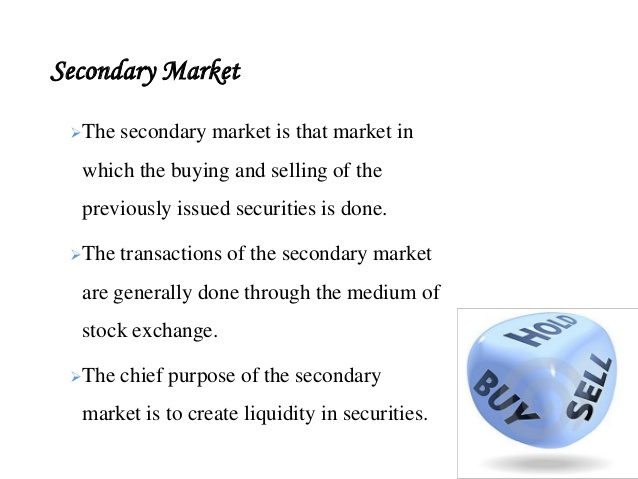 Secondary Market
➢The secondary market is that market in
which the buying and selling of the
previously issued securities is done.
➢The transactions of the secondary market
are generally done through the medium of
stock exchange.
➢The chief purpose of the secondary
market is to create liquidity in securities.
HOLD
BUY
SELL